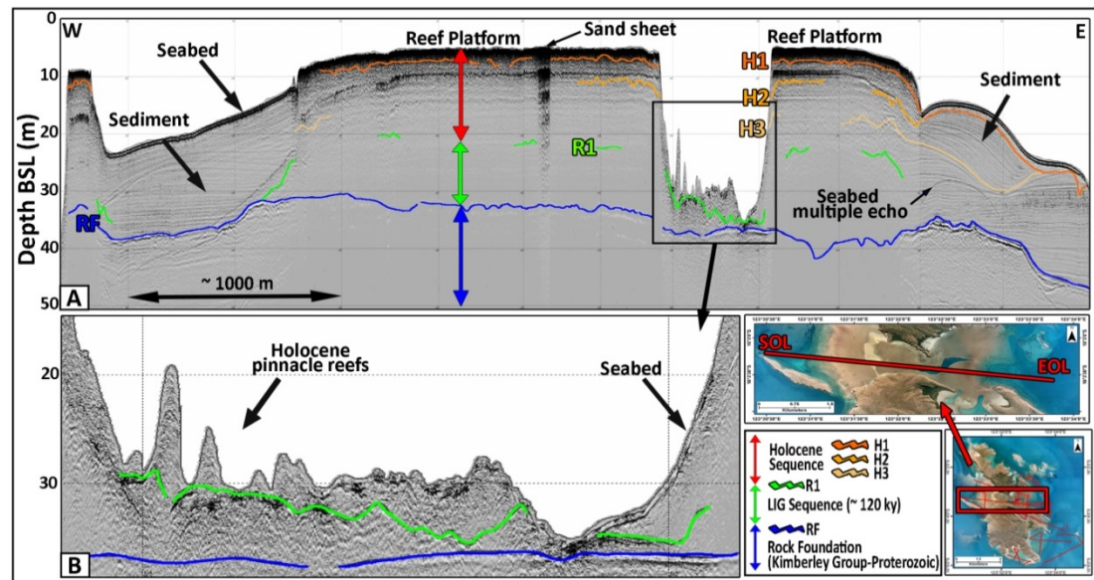 W
E
0
10
20
30
40
50
Depth BSL (m)
Seabed
Sediment
Reef Platform
Sand sheet
Reef Platform
H1
H2
H3
Sediment
R1
Seabed
multiple echo
RF
~ 1000 m
A
20
30
Holocene
pinnacle reefs
Seabed
B
SOL
EOL
Holocene
Sequence
H1
H2
H3
R1
LIG Sequence (~ 120 ky)
RF
Rock Foundation
(Kimberley Group-Proterozoic)